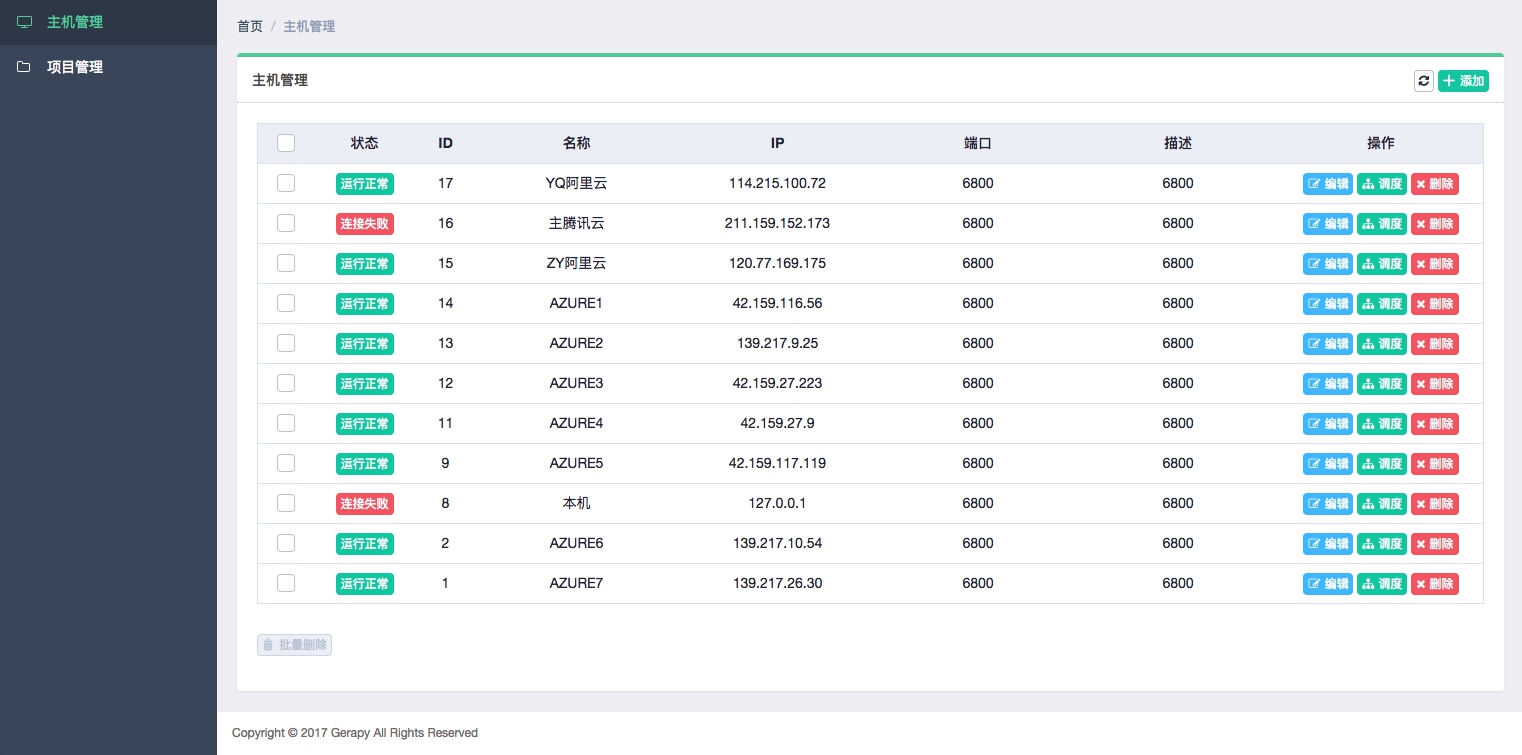 主机管理
项目管理
首页 / 主机管理
主机管理
添加
状态 ID 名称 IP 端口 描述 操作
运行正常 17 YQ阿里云 114.215.100.72 6800 6800 编辑 调度 删除
连接失败 16 主腾讯云 211.159.152.173 6800 6800 编辑 调度 删除
运行正常 15 ZY阿里云 120.77.169.175 6800 6800 编辑 调度 删除
运行正常 14 AZURE1 42.159.116.56 6800 6800 编辑 调度 删除
运行正常 13 AZURE2 139.217.9.25 6800 6800 编辑 调度 删除
运行正常 12 AZURE3 42.159.27.223 6800 6800 编辑 调度 删除
运行正常 11 AZURE4 42.159.27.9 6800 6800 编辑 调度 删除
运行正常 9 AZURE5 42.159.117.119 6800 6800 编辑 调度 删除
连接失败 8 本机 127.0.0.1 6800 6800 编辑 调度 删除
运行正常 2 AZURE6 139.217.10.54 6800 6800 编辑 调度 删除
运行正常 1 AZURE7 139.217.26.30 6800 6800 编辑 调度 删除
批量删除
Copyright © 2017 Gerapy All Rights Reserved